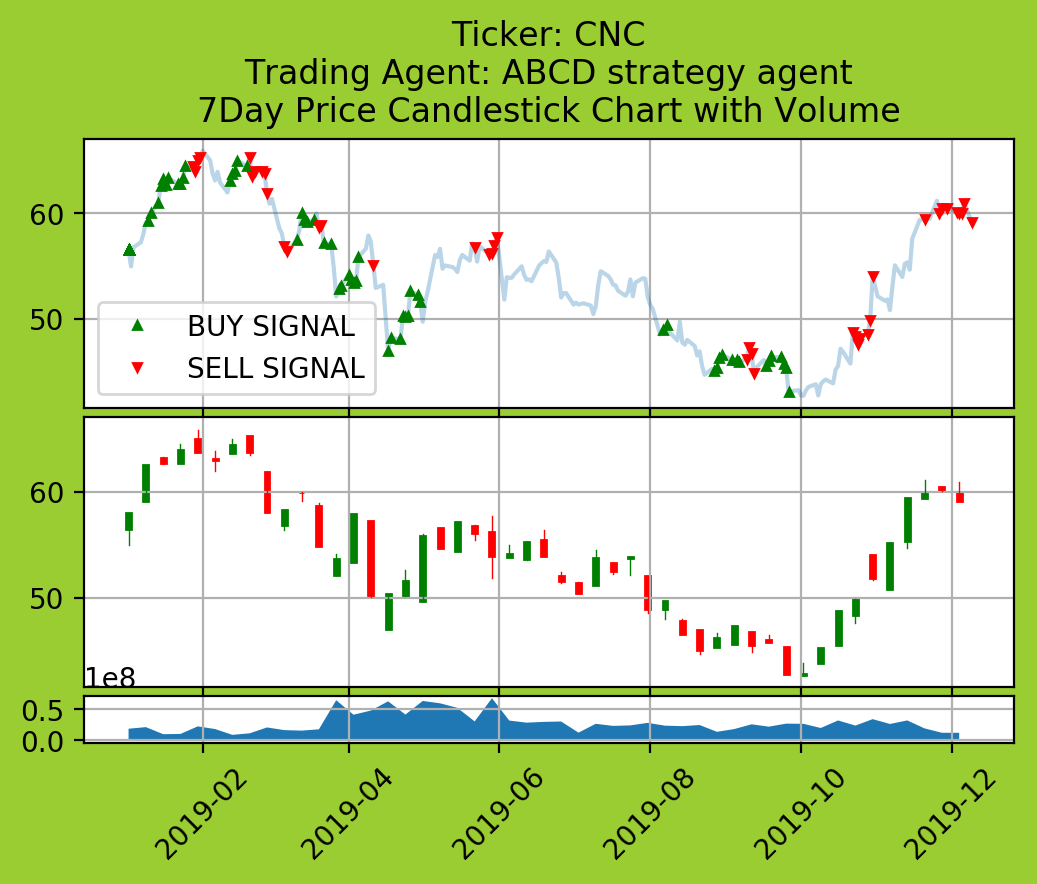 Ticker: CNC
Trading Agent: ABCD strategy agent
7Day Price Candlestick Chart with Volume
60
50
BUY SIGNAL
SELL SIGNAL
60
50
1e8
0.5
0.0
2019-02
2019-04
2019-06
2019-08
2019-10
2019-12